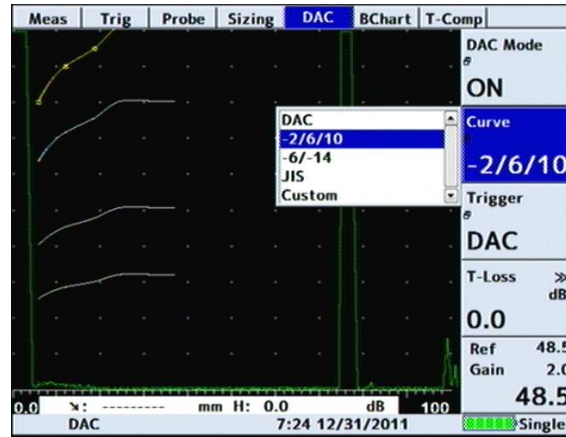 Meas Trig Probe Sizing DAC BChart T-Comp
DAC Mode
ON
Curve
-2/6/10
DAC
-2/6/10
-6/-14
JIS
Custom
Trigger
DAC
T-Loss
dB
0.0
Ref 48.5
Gain 2.0
48.5
0.0 : --------- mm H: 0.0 dB 100
DAC 7:24 12/31/2011 Single